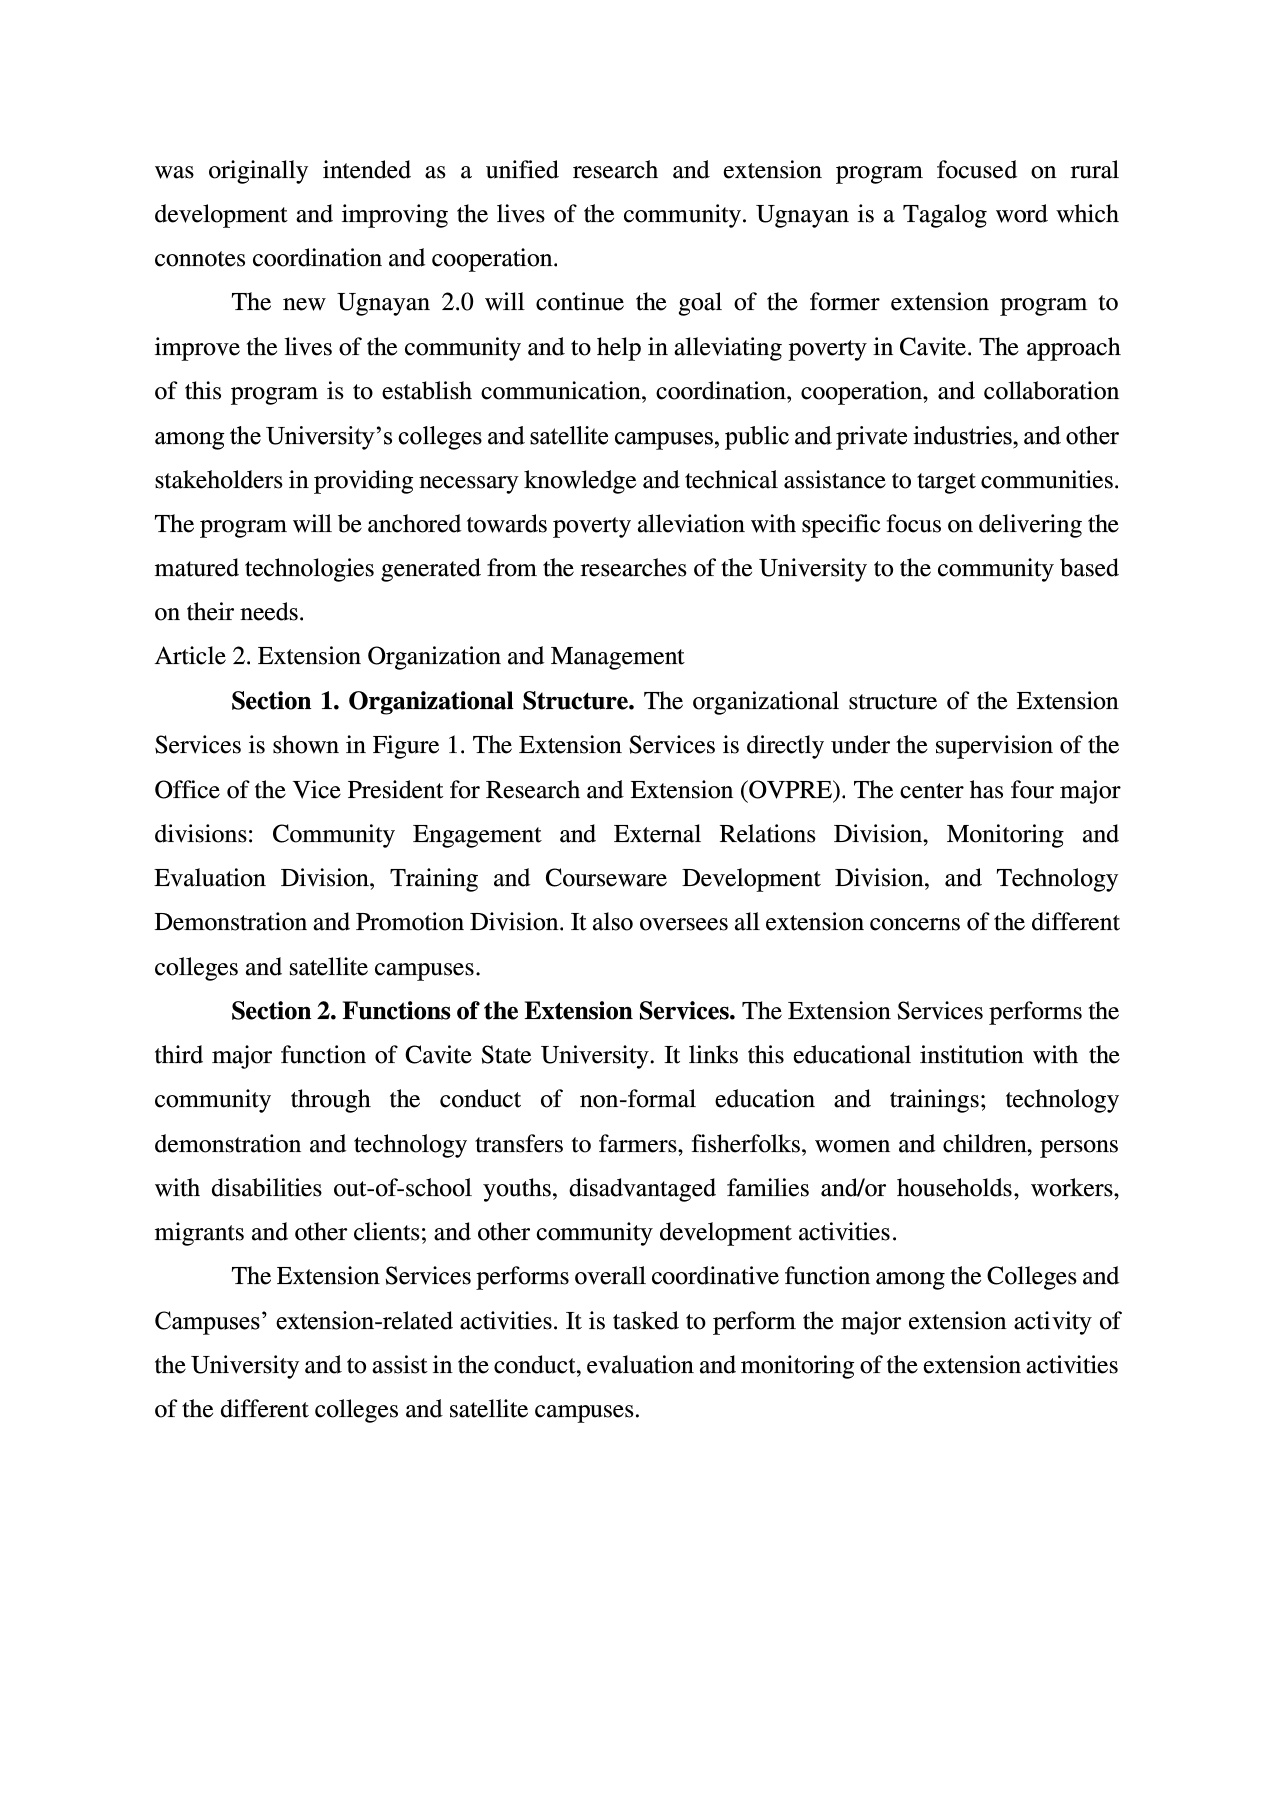 was originally intended as a unified research and extension program focused on rural
development and improving the lives of the community. Ugnayan is a Tagalog word which
connotes coordination and cooperation.
The new Ugnayan 2.0 will continue the goal of the former extension program to
improve the lives of the community and to help in alleviating poverty in Cavite. The approach
of this program is to establish communication, coordination, cooperation, and collaboration
among the University’s colleges and satellite campuses, public and private industries, and other
stakeholders in providing necessary knowledge and technical assistance to target communities.
The program will be anchored towards poverty alleviation with specific focus on delivering the
matured technologies generated from the researches of the University to the community based
on their needs.
Article 2. Extension Organization and Management
Section 1. Organizational Structure. The organizational structure of the Extension
Services is shown in Figure 1. The Extension Services is directly under the supervision of the
Office of the Vice President for Research and Extension (OVPRE). The center has four major
divisions: Community Engagement and External Relations Division, Monitoring and
Evaluation Division, Training and Courseware Development Division, and Technology
Demonstration and Promotion Division. It also oversees all extension concerns of the different
colleges and satellite campuses.
Section 2. Functions of the Extension Services. The Extension Services performs the
third major function of Cavite State University. It links this educational institution with the
community through the conduct of non-formal education and trainings; technology
demonstration and technology transfers to farmers, fisherfolks, women and children, persons
with disabilities out-of-school youths, disadvantaged families and/or households, workers,
migrants and other clients; and other community development activities.
The Extension Services performs overall coordinative function among the Colleges and
Campuses’ extension-related activities. It is tasked to perform the major extension activity of
the University and to assist in the conduct, evaluation and monitoring of the extension activities
of the different colleges and satellite campuses.